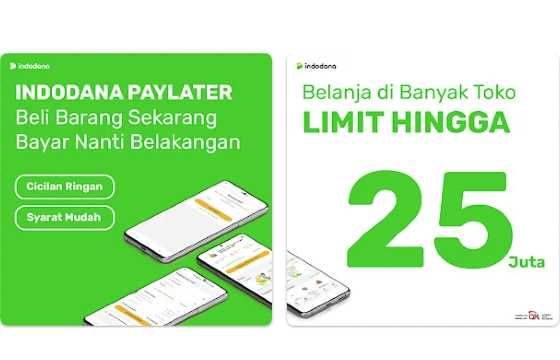 indodana
INDODANA PAYLATER
Beli Barang Sekarang
Bayar Nanti Belakangan
Cicilan Ringan
Syarat Mudah
indodana
Belanja di Banyak Toko
LIMIT HINGGA
25
Juta